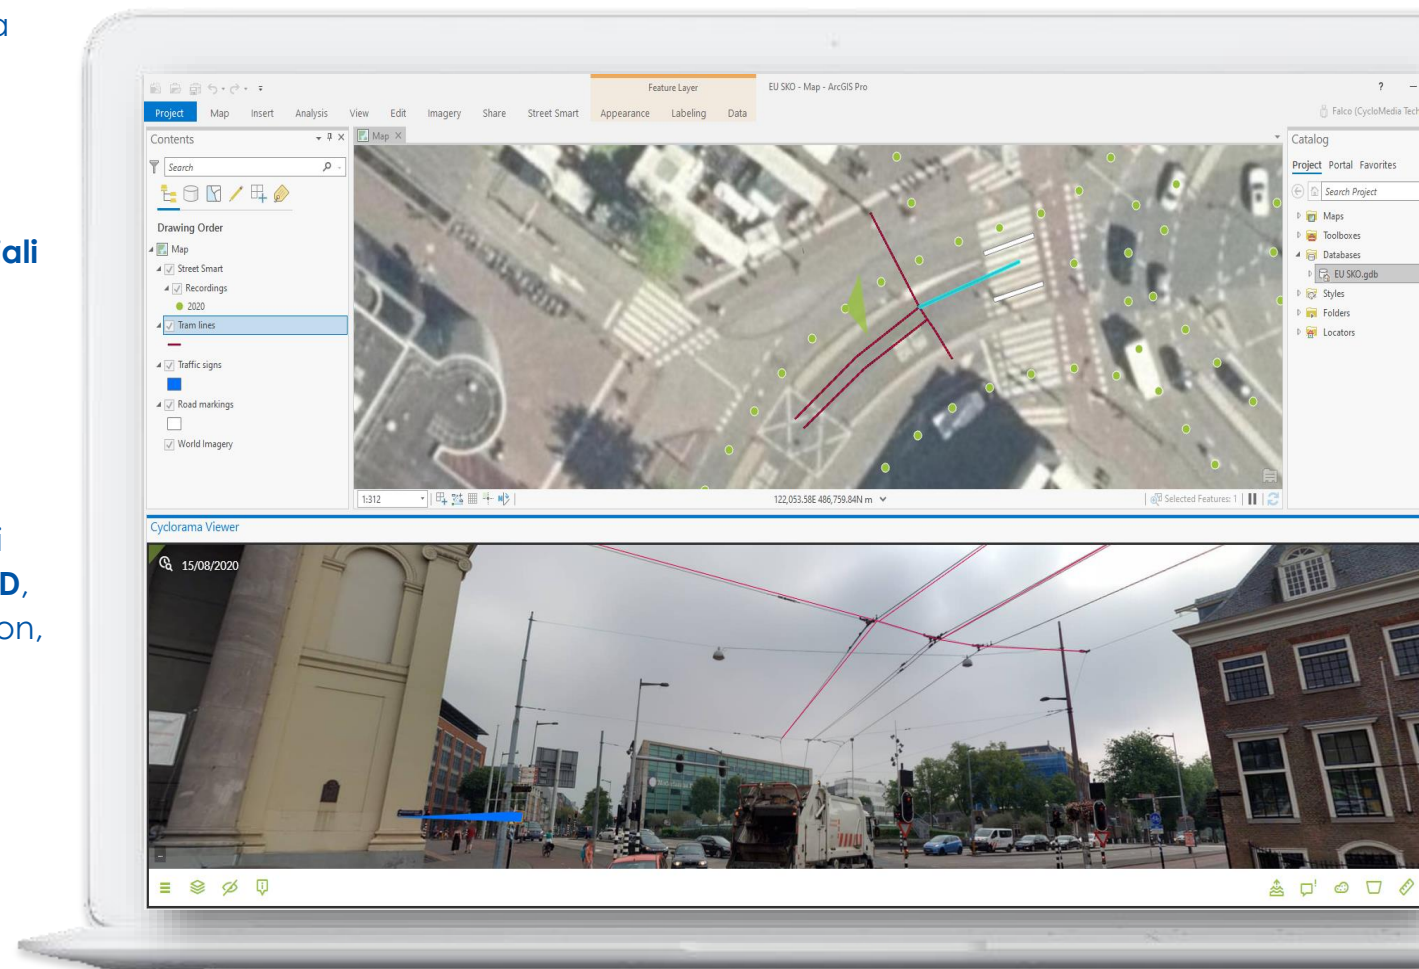 a
iali
i
D,
on,
Feature Layer
EU SKO - Map - ArcGIS Pro
?
Project Map Insert Analysis View Edit Imagery Share Street Smart Appearance Labeling Data
Falco (CycloMedia Tech
Contents
Map
Catalog
Search
Project Portal Favorites
Search Project
Drawing Order
Map
Street Smart
Recordings
2020
Tram lines
Traffic signs
Road markings
World Imagery
Maps
Toolboxes
Databases
EU SKO.gdb
Styles
Folders
Locators
1:312
122,053.58E 486,759.84N m
Selected Features: 1
Cyclorama Viewer
15/08/2020